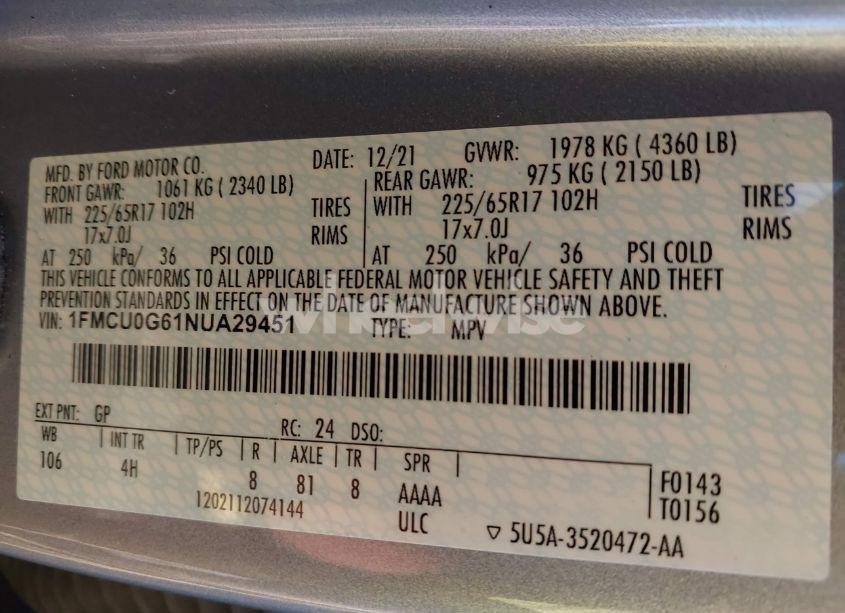 MFD. BY FORD MOTOR CO. DATE: 12/21 GVWR: 1978 KG ( 4360 LB)
FRONT GAWR: 1061 KG ( 2340 LB) REAR GAWR: 975 KG ( 2150 LB)
WITH 225/65R17 102H TIRES WITH 225/65R17 102H TIRES
17x7.0J RIMS 17x7.0J RIMS
AT 250 kPa/ 36 PSI COLD AT 250 kPa/ 36 PSI COLD
THIS VEHICLE CONFORMS TO ALL APPLICABLE FEDERAL MOTOR VEHICLE SAFETY AND THEFT
PREVENTION STANDARDS IN EFFECT ON THE DATE OF MANUFACTURE SHOWN ABOVE.
VIN: 1FMCU0G61NUA29451 TYPE: MPV
EXT PNT: GP RC: 24 DSO:
WB INT TR TP/PS R AXLE TR SPR
106 4H 8 81 8 AAAA F0143
1202112074144 ULC T0156
▽ 5U5A-3520472-AA